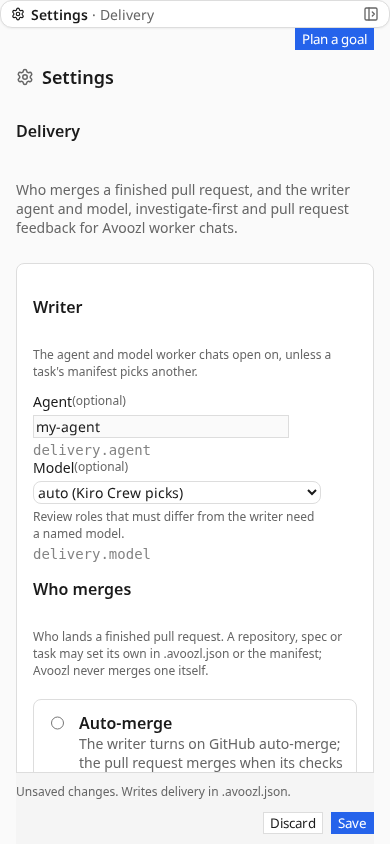 Settings · Delivery
Plan a goal
Settings
Delivery
Who merges a finished pull request, and the writer
agent and model, investigate-first and pull request
feedback for Avoozl worker chats.
Writer
The agent and model worker chats open on, unless a
task's manifest picks another.
Agent(optional)
my-agent
delivery.agent
Model(optional)
auto (Kiro Crew picks)
Review roles that must differ from the writer need
a named model.
delivery.model
Who merges
Who lands a finished pull request. A repository, spec or
task may set its own in .avoozl.json or the manifest;
Avoozl never merges one itself.
Auto-merge
The writer turns on GitHub auto-merge;
the pull request merges when its checks
Unsaved changes. Writes delivery in .avoozl.json.
Discard
Save